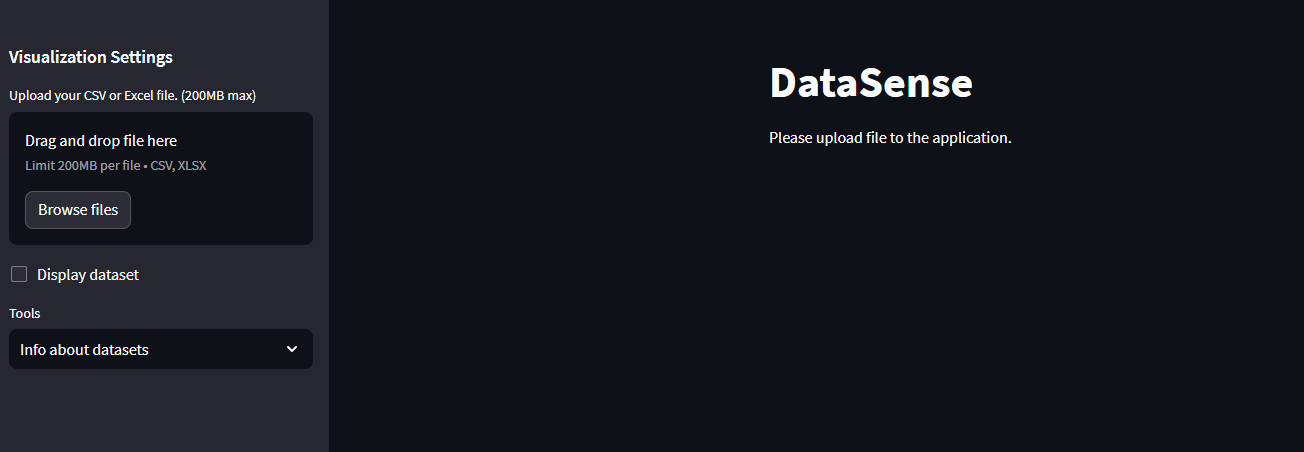 Visualization Settings
Upload your CSV or Excel file. (200MB max)
Drag and drop file here
Limit 200MB per file • CSV, XLSX
Browse files
Display dataset
Tools
Info about datasets
DataSense
Please upload file to the application.